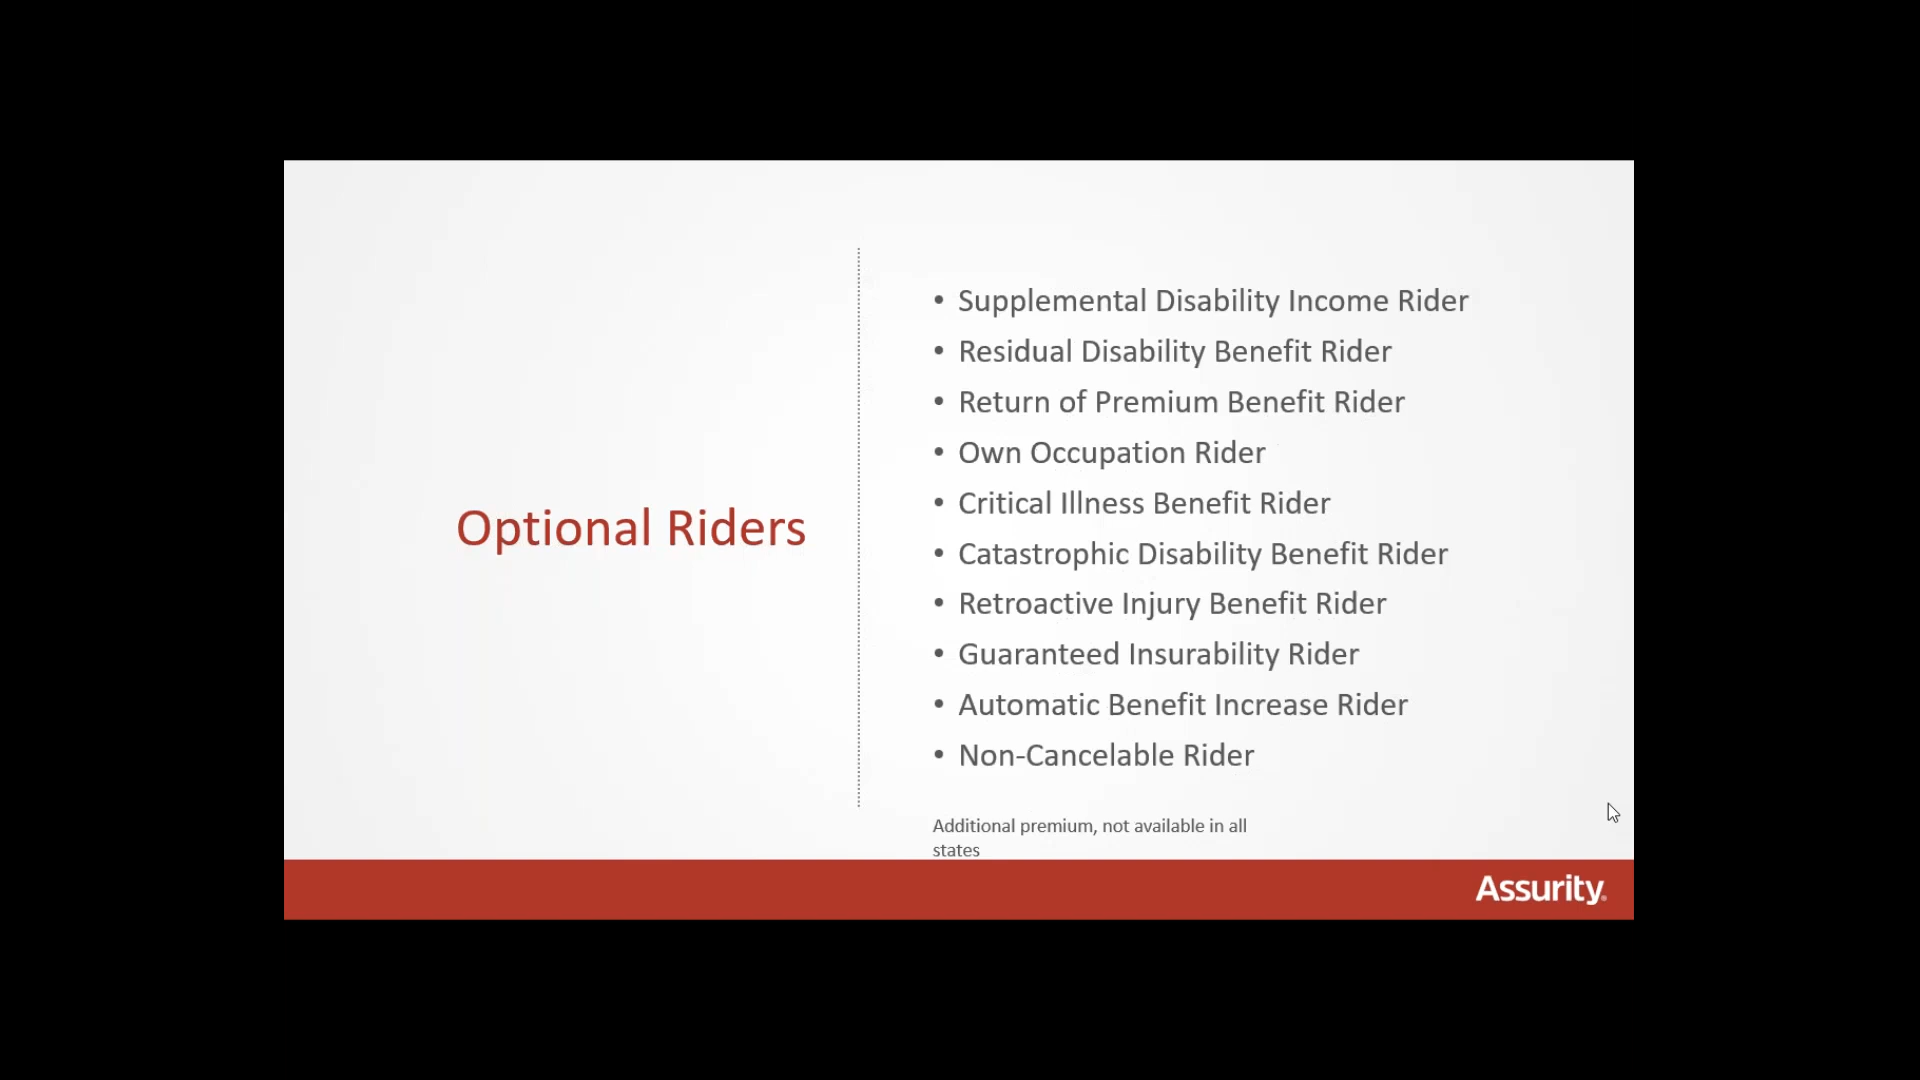 Optional Riders
• Supplemental Disability Income Rider
• Residual Disability Benefit Rider
• Return of Premium Benefit Rider
• Own Occupation Rider
• Critical Illness Benefit Rider
• Catastrophic Disability Benefit Rider
• Retroactive Injury Benefit Rider
• Guaranteed Insurability Rider
• Automatic Benefit Increase Rider
• Non-Cancelable Rider
Additional premium, not available in all
states
Assurity®